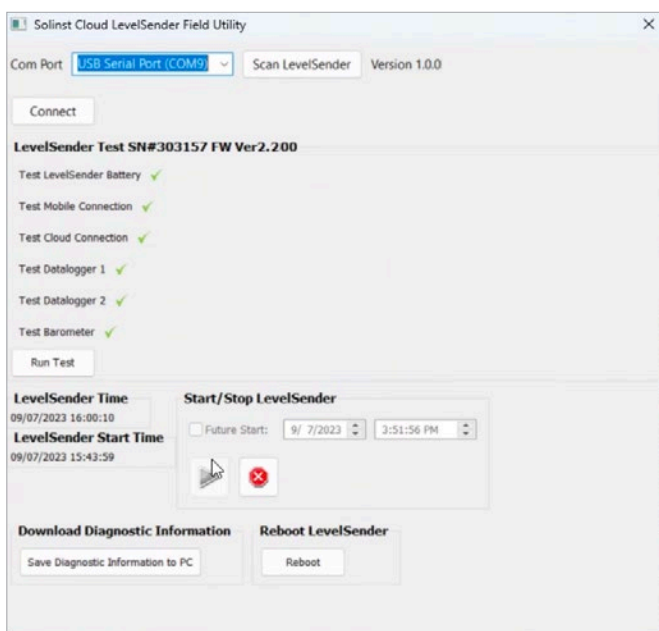 Solinst Cloud LevelSender Field Utility
Com Port USB Serial Port (COM9) Scan LevelSender Version 1.0.0
Connect
LevelSender Test SN#303157 FW Ver2.200
Test LevelSender Battery
Test Mobile Connection
Test Cloud Connection
Test Datalogger 1
Test Datalogger 2
Test Barometer
Run Test
LevelSender Time
09/07/2023 16:00:10
LevelSender Start Time
09/07/2023 15:43:59
Start/Stop LevelSender
Future Start: 9/ 7/2023 3:51:56 PM
Download Diagnostic Information
Save Diagnostic Information to PC
Reboot LevelSender
Reboot